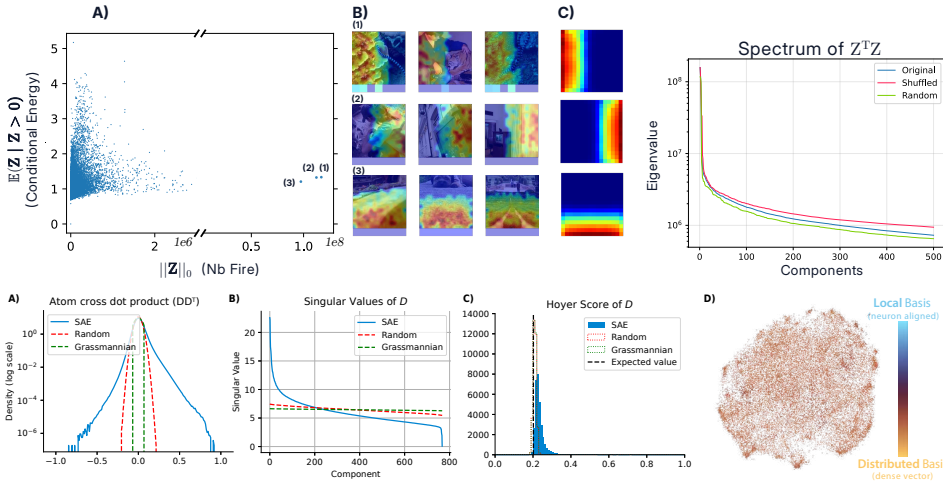 A)
B)
C)
𝔼(Z | Z > 0)
(Conditional Energy)
5
4
3
2
1
0
(3)
(2)
(1)
0
1
2
1e6
0.5
1.0
1e8
||Z||₀ (Nb Fire)
(1)
(2)
(3)
Spectrum of ZᵀZ
Eigenvalue
10⁸
10⁷
10⁶
Original
Shuffled
Random
0
100
200
300
400
500
Components
A)
Atom cross dot product (DDᵀ)
Density (log scale)
10⁰
10⁻²
10⁻⁴
10⁻⁶
SAE
Random
Grassmannian
−1.0
−0.5
0.0
0.5
1.0
B)
Singular Values of D
Singular Value
20
15
10
5
0
SAE
Random
Grassmannian
0
200
400
600
800
Component
C)
Hoyer Score of D
14000
12000
10000
8000
6000
4000
2000
0
SAE
Random
Grassmannian
Expected value
0.0
0.2
0.4
0.6
0.8
1.0
D)
Local Basis
(neuron aligned)
Distributed Basis
(dense vector)